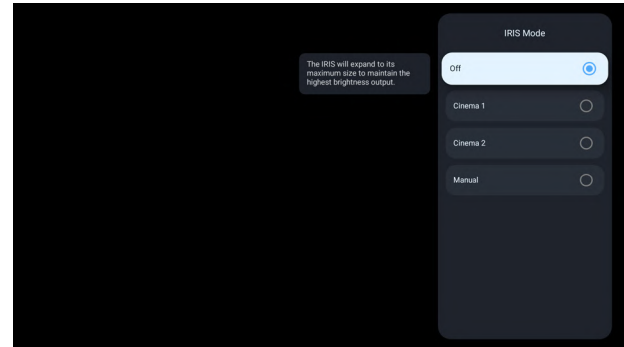 IRIS Mode
The IRIS will expand to its
maximum size to maintain the
highest brightness output.
Off
Cinema 1
Cinema 2
Manual